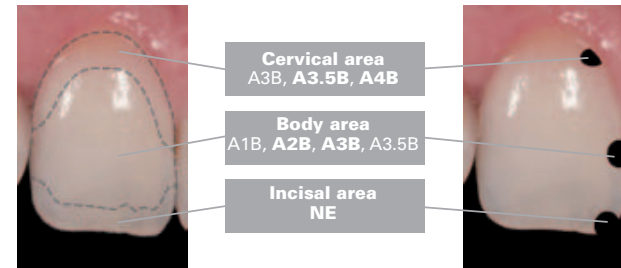 Cervical area
A3B, A3.5B, A4B
Body area
A1B, A2B, A3B, A3.5B
Incisal area
NE